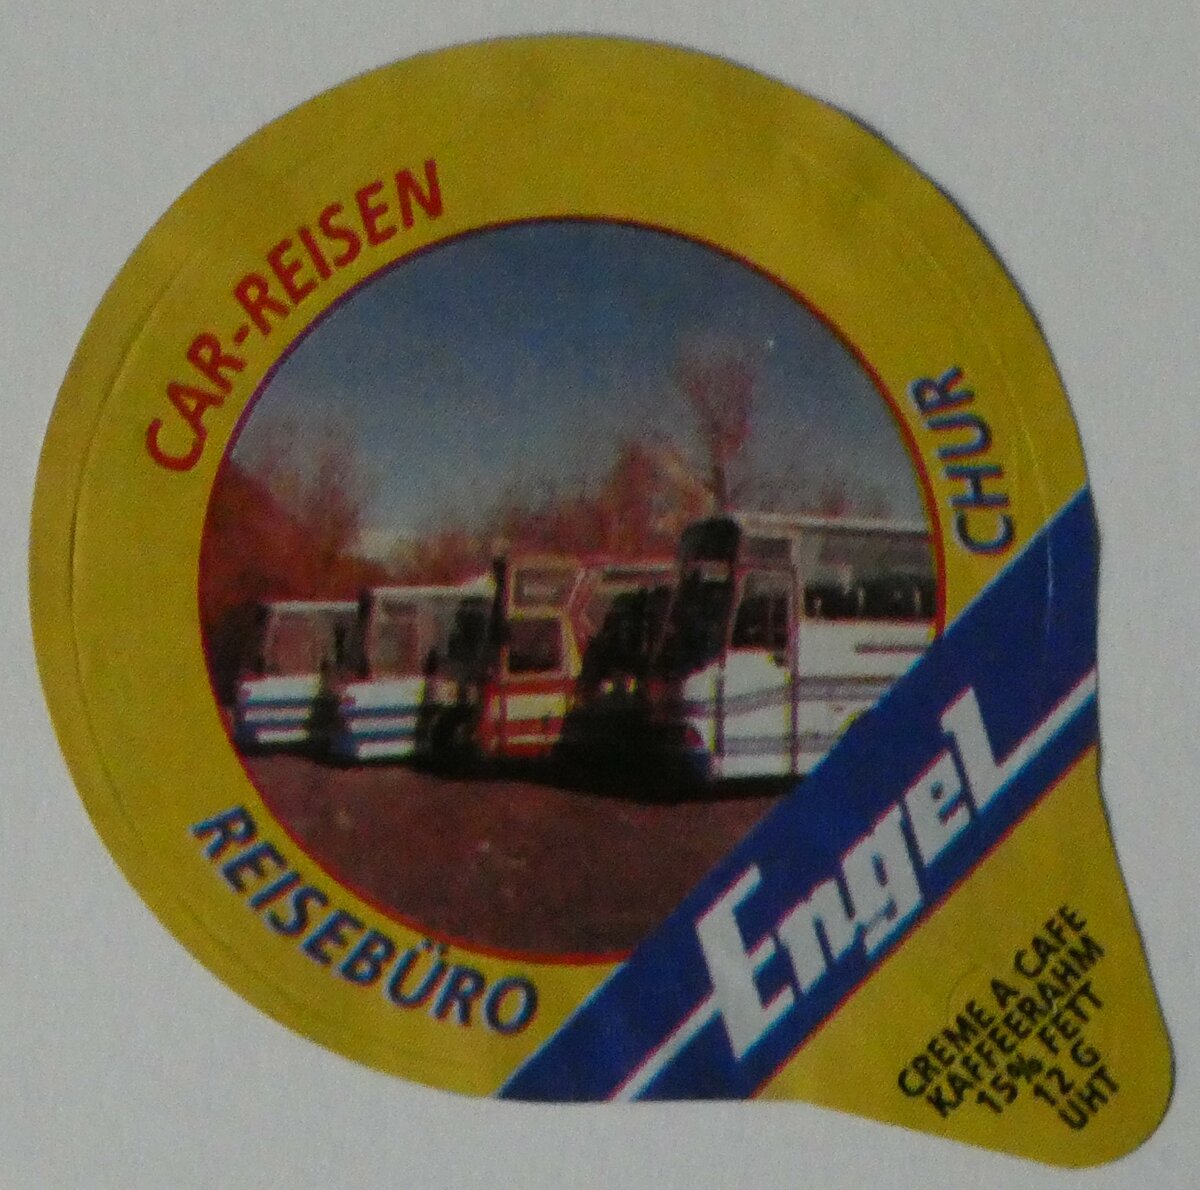 CAR-REISEN
CHUR
REISEBÜRO
Engel
CREME A CAFE
KAFFEERAHM
15% FETT
12 G
UHT